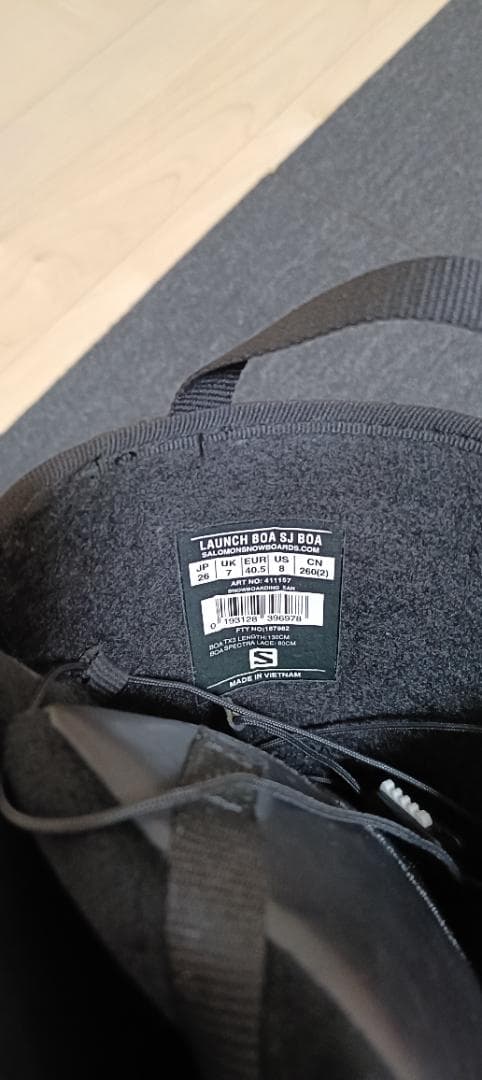 LAUNCH BOA SJ BOA
SALOMONSNOWBOARDS.COM
JP UK EUR US CN
26 7 40.5 8 260(2)
ART NO: 411157
SNOWBOARDING
0 193128 396978
FTY NO:187982
BOA TX3 LENGTH:130CM
BOA SPECTRA LACE: 80CM
S
MADE IN VIETNAM